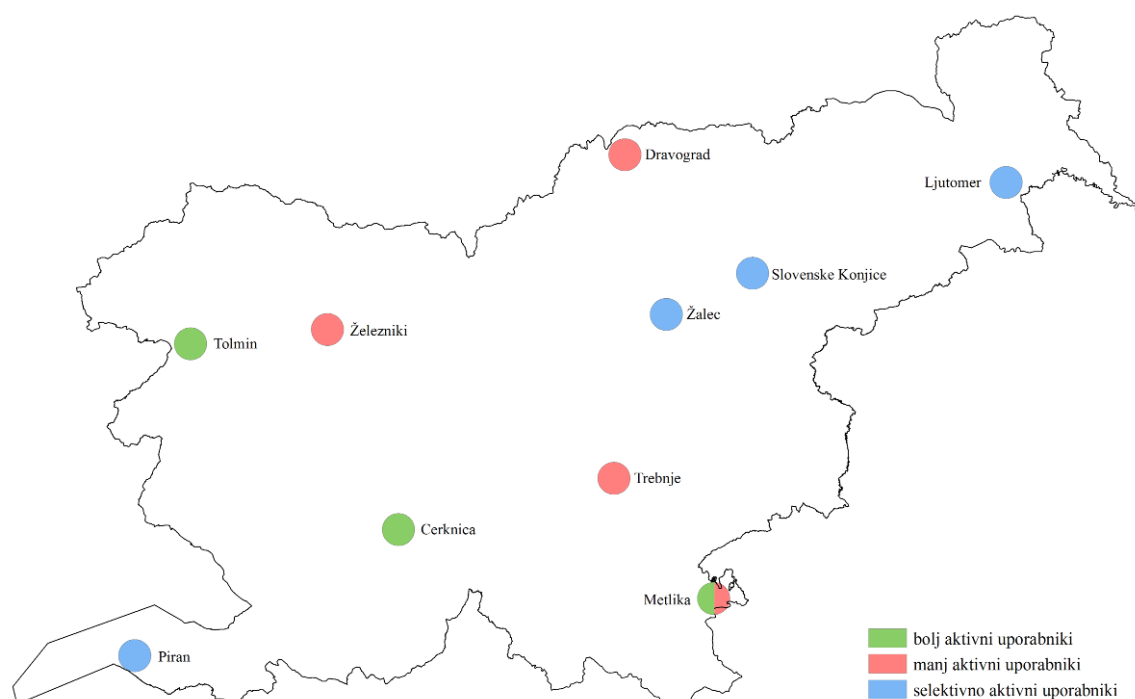 Dravograd
Ljutomer
Slovenske Konjice
Žalec
Železniki
Tolmin
Trebnje
Cerknica
Metlika
Piran
bolj aktivni uporabniki
manj aktivni uporabniki
selektivno aktivni uporabniki